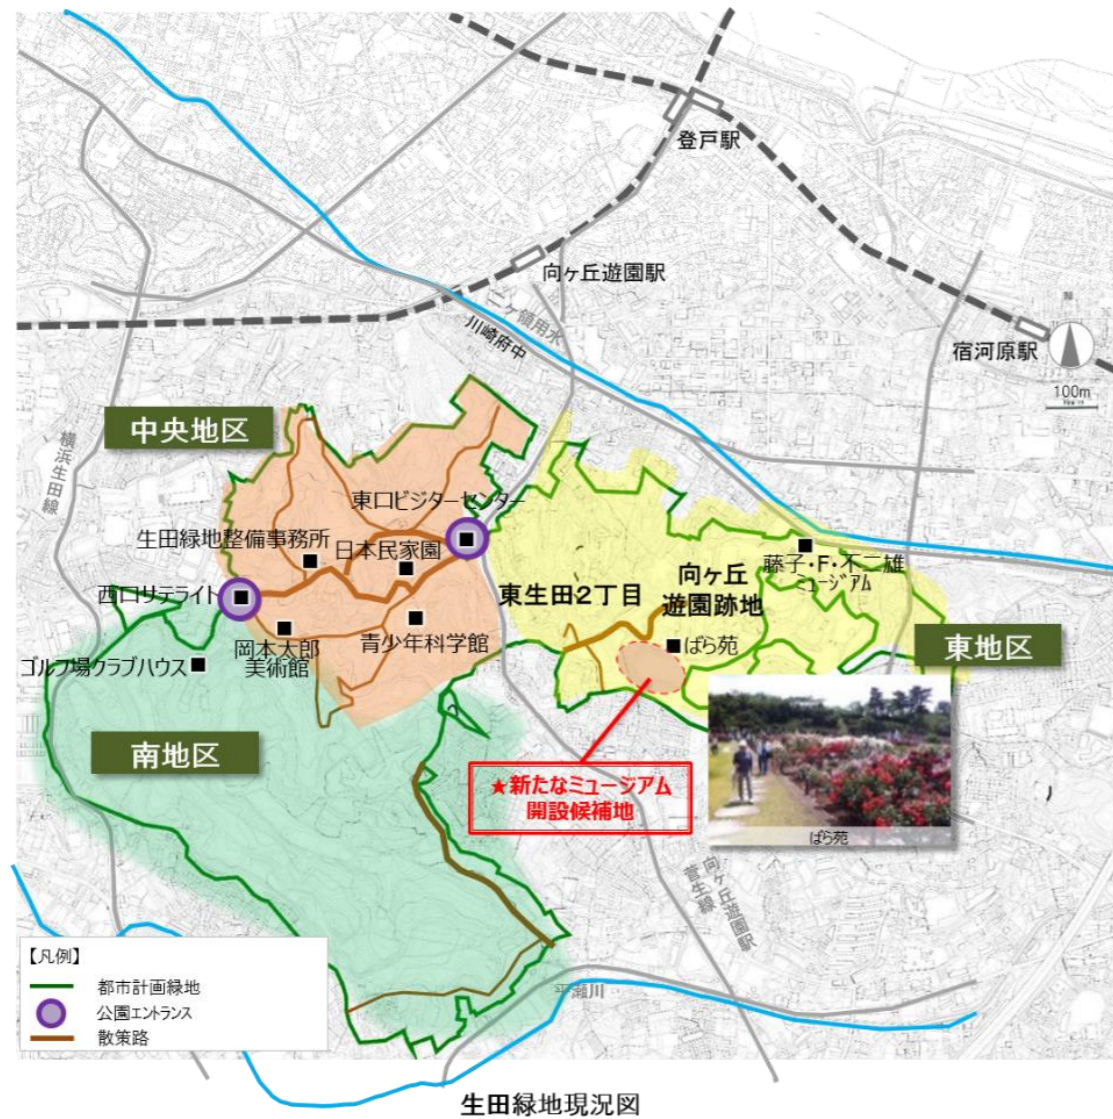 登戸駅
向ヶ丘遊園駅
二ヶ領用水
川崎府中
宿河原駅
N
100m
横浜生田線
中央地区
東口ビジターセンター
生田緑地整備事務所
日本民家園
西口サテライト
岡本太郎
美術館
青少年科学館
ゴルフ場クラブハウス
東生田2丁目
向ヶ丘
遊園跡地
藤子・F・不二雄
ミュージアム
ばら苑
東地区
南地区
★新たなミュージアム
開設候補地
ばら苑
向ヶ丘遊園駅
菅生線
平瀬川
【凡例】
都市計画緑地
公園エントランス
散策路
生田緑地現況図